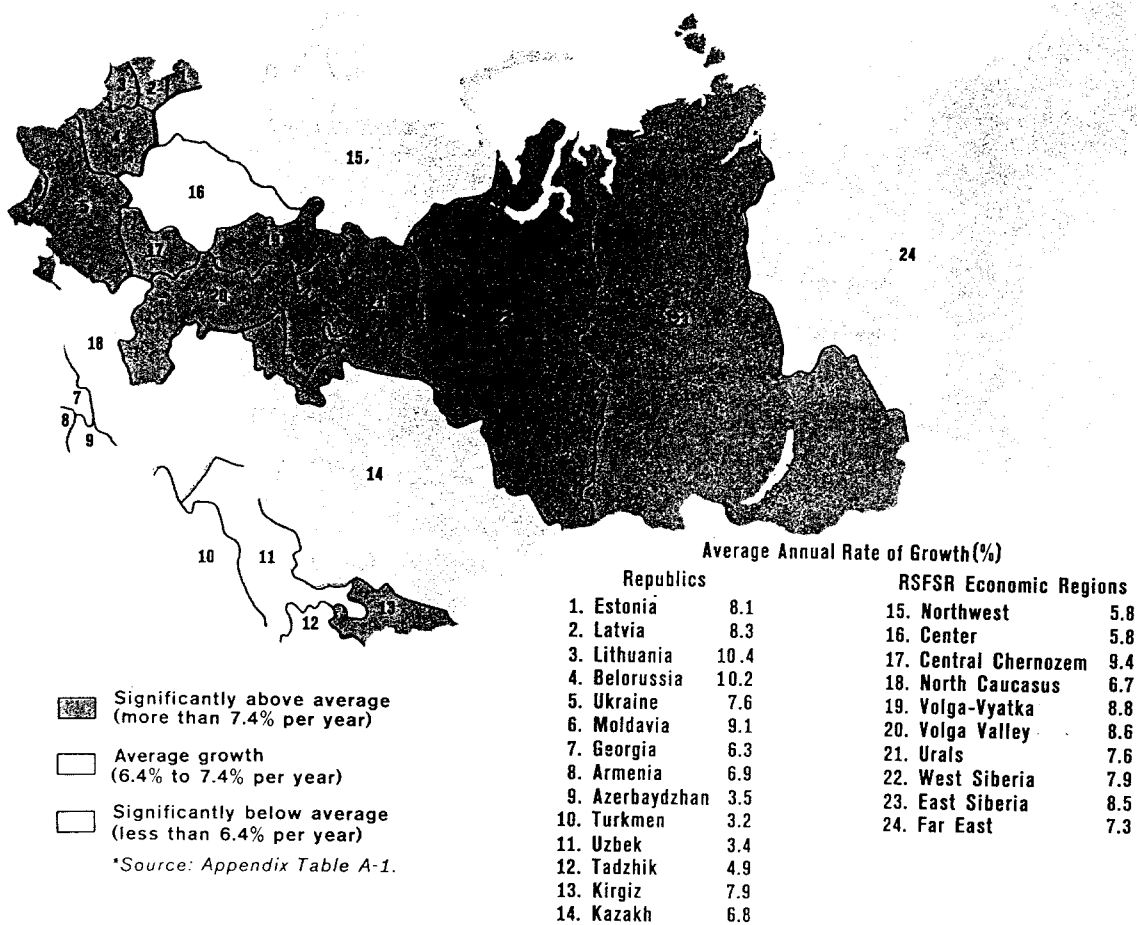 1
2
3
4
5
15.
16
17
19
20
21
24
18
7
8
9
14
10
11
12
13
Average Annual Rate of Growth (%)
Republics
1. Estonia 8.1
2. Latvia 8.3
3. Lithuania 10.4
4. Belorussia 10.2
5. Ukraine 7.6
6. Moldavia 9.1
7. Georgia 6.3
8. Armenia 6.9
9. Azerbaydzhan 3.5
10. Turkmen 3.2
11. Uzbek 3.4
12. Tadzhik 4.9
13. Kirgiz 7.9
14. Kazakh 6.8
RSFSR Economic Regions
15. Northwest 5.8
16. Center 5.8
17. Central Chernozem 9.4
18. North Caucasus 6.7
19. Volga-Vyatka 8.8
20. Volga Valley 8.6
21. Urals 7.6
22. West Siberia 7.9
23. East Siberia 8.5
24. Far East 7.3
Significantly above average
(more than 7.4% per year)
Average growth
(6.4% to 7.4% per year)
Significantly below average
(less than 6.4% per year)
*Source: Appendix Table A-1.